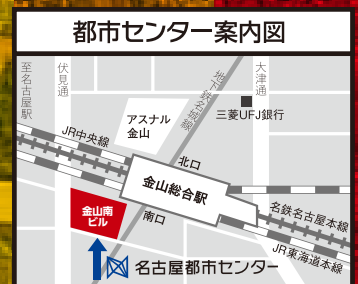 都市センター案内図
至名古屋駅
伏見通
地下鉄名城線
大津通
アスナル
金山
三菱UFJ銀行
JR中央線
北口
金山総合駅
金山南
ビル
南口
名鉄名古屋本線
JR東海道本線
名古屋都市センター